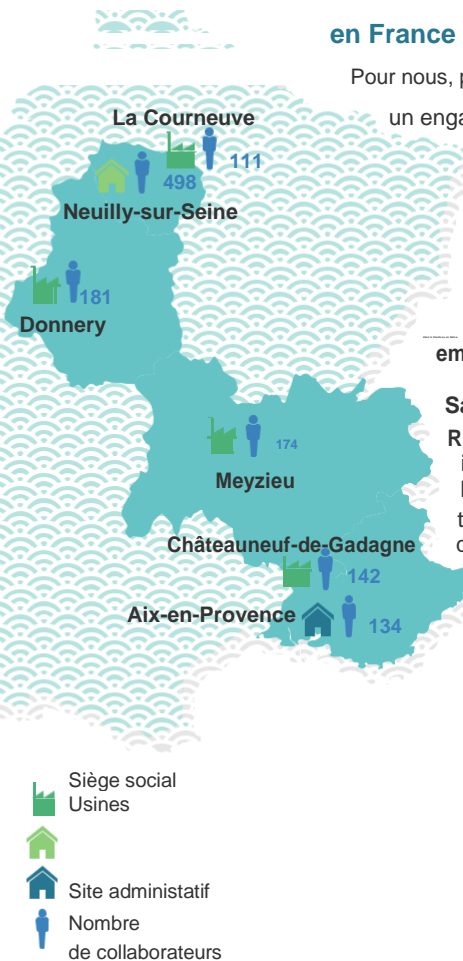 en France
Pour nous, p
un enga
La Courneuve
111
498
Neuilly-sur-Seine
181
Donnery
em
Sa
R
i
l
t
174
Meyzieu
Châteauneuf-de-Gadagne
142
Aix-en-Provence
134
Siège social
Usines
Site administatif
Nombre
de collaborateurs